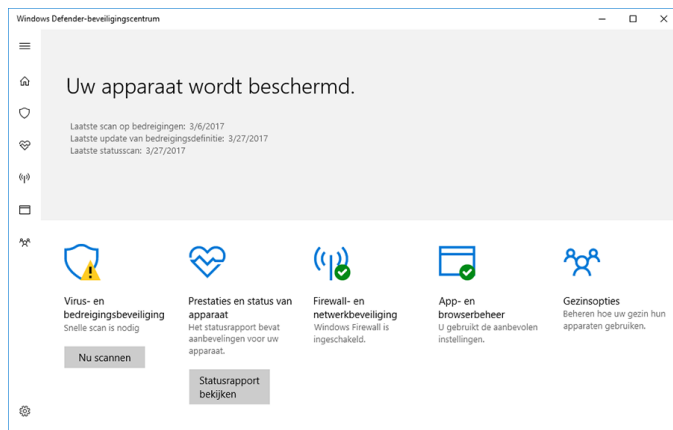 Windows Defender-beveiligingscentrum
Uw apparaat wordt beschermd.
Laatste scan op bedreigingen: 3/6/2017
Laatste update van bedreigingsdefinitie: 3/27/2017
Laatste statusscan: 3/27/2017
Virus- en
bedreigingsbeveiliging
Snelle scan is nodig
Nu scannen
Prestaties en status van
apparaat
Het statusrapport bevat
aanbevelingen voor uw
apparaat.
Statusrapport
bekijken
Firewall- en
netwerkbeveiliging
Windows Firewall is
ingeschakeld.
App- en
browserbeheer
U gebruikt de aanbevolen
instellingen.
Gezinsopties
Beheren hoe uw gezin hun
apparaten gebruiken.